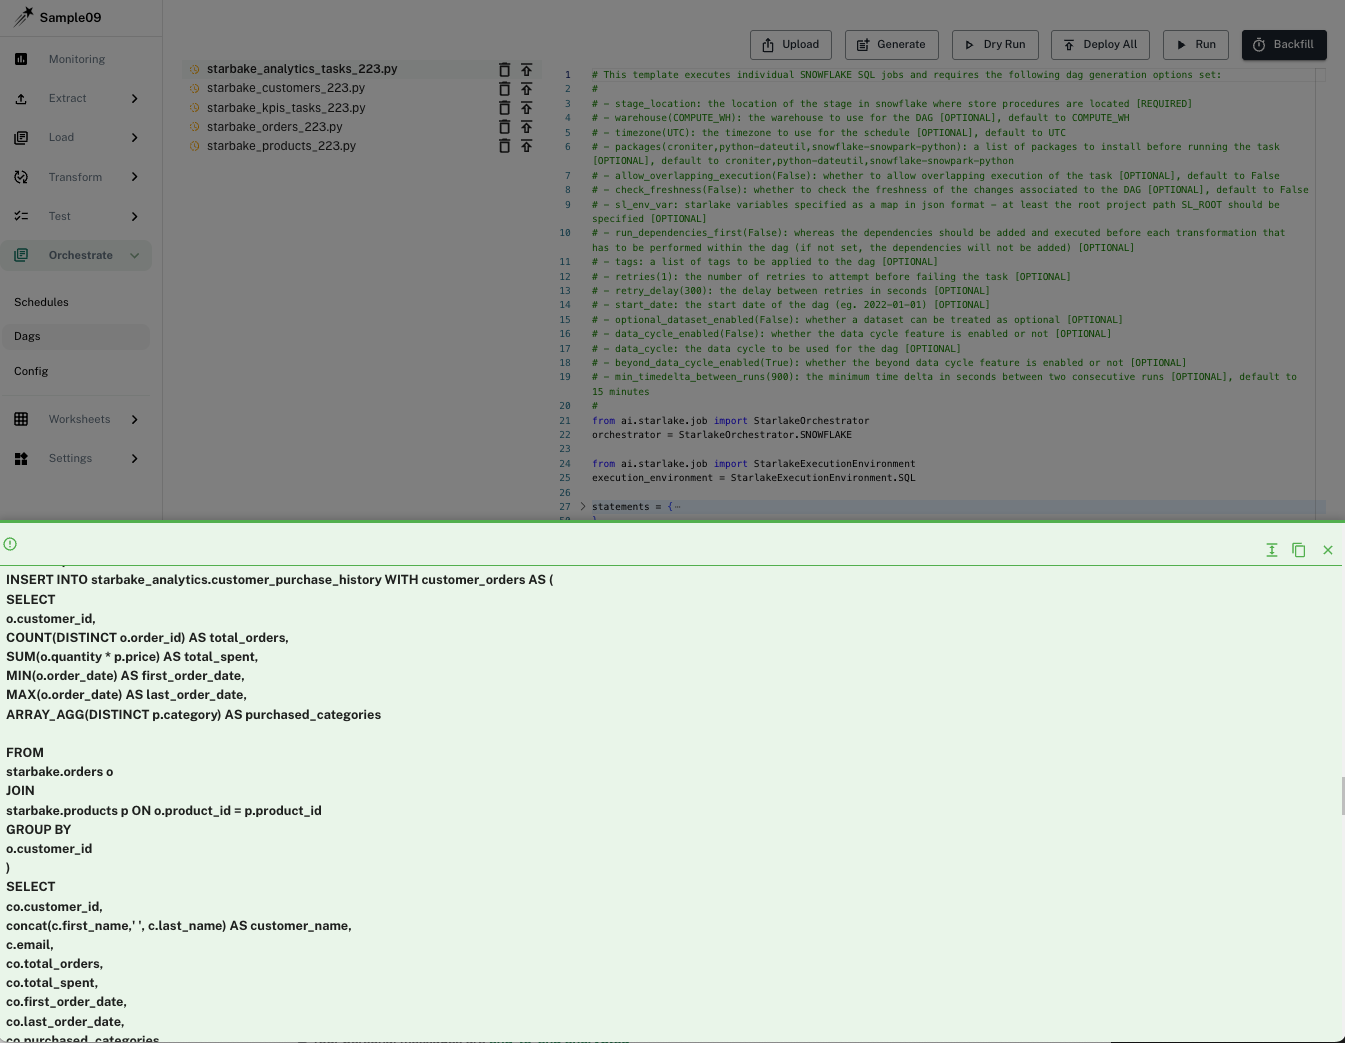 Sample09
Monitoring
Extract
Load
Transform
Test
Orchestrate
Schedules
Dags
Config
Worksheets
Settings
Upload
Generate
Dry Run
Deploy All
Run
Backfill
starbake_analytics_tasks_223.py
starbake_customers_223.py
starbake_kpis_tasks_223.py
starbake_orders_223.py
starbake_products_223.py
1 # This template executes individual SNOWFLAKE SQL jobs and requires the following dag generation options set:
2 #
3 # - stage_location: the location of the stage in snowflake where store procedures are located [REQUIRED]
4 # - warehouse(COMPUTE_WH): the warehouse to use for the DAG [OPTIONAL], default to COMPUTE_WH
5 # - timezone(UTC): the timezone to use for the schedule [OPTIONAL], default to UTC
6 # - packages(croniter,python-dateutil,snowflake-snowpark-python): a list of packages to install before running the task
[OPTIONAL], default to croniter,python-dateutil,snowflake-snowpark-python
7 # - allow_overlapping_execution(False): whether to allow overlapping execution of the task [OPTIONAL], default to False
8 # - check_freshness(False): whether to check the freshness of the changes associated to the DAG [OPTIONAL], default to False
9 # - sl_env_var: starlake variables specified as a map in json format - at least the root project path SL_ROOT should be
specified [OPTIONAL]
10 # - run_dependencies_first(False): whereas the dependencies should be added and executed before each transformation that
has to be performed within the dag (if not set, the dependencies will not be added) [OPTIONAL]
11 # - tags: a list of tags to be applied to the dag [OPTIONAL]
12 # - retries(1): the number of retries to attempt before failing the task [OPTIONAL]
13 # - retry_delay(300): the delay between retries in seconds [OPTIONAL]
14 # - start_date: the start date of the dag (eg. 2022-01-01) [OPTIONAL]
15 # - optional_dataset_enabled(False): whether a dataset can be treated as optional [OPTIONAL]
16 # - data_cycle_enabled(False): whether the data cycle feature is enabled or not [OPTIONAL]
17 # - data_cycle: the data cycle to be used for the dag [OPTIONAL]
18 # - beyond_data_cycle_enabled(True): whether the beyond data cycle feature is enabled or not [OPTIONAL]
19 # - min_timedelta_between_runs(900): the minimum time delta in seconds between two consecutive runs [OPTIONAL], default to
15 minutes
20 #
21 from ai.starlake.job import StarlakeOrchestrator
22 orchestrator = StarlakeOrchestrator.SNOWFLAKE
23
24 from ai.starlake.job import StarlakeExecutionEnvironment
25 execution_environment = StarlakeExecutionEnvironment.SQL
26
27 statements = {
INSERT INTO starbake_analytics.customer_purchase_history WITH customer_orders AS (
SELECT
o.customer_id,
COUNT(DISTINCT o.order_id) AS total_orders,
SUM(o.quantity * p.price) AS total_spent,
MIN(o.order_date) AS first_order_date,
MAX(o.order_date) AS last_order_date,
ARRAY_AGG(DISTINCT p.category) AS purchased_categories
FROM
starbake.orders o
JOIN
starbake.products p ON o.product_id = p.product_id
GROUP BY
o.customer_id
)
SELECT
co.customer_id,
concat(c.first_name,' ', c.last_name) AS customer_name,
c.email,
co.total_orders,
co.total_spent,
co.first_order_date,
co.last_order_date,
co.purchased_categories